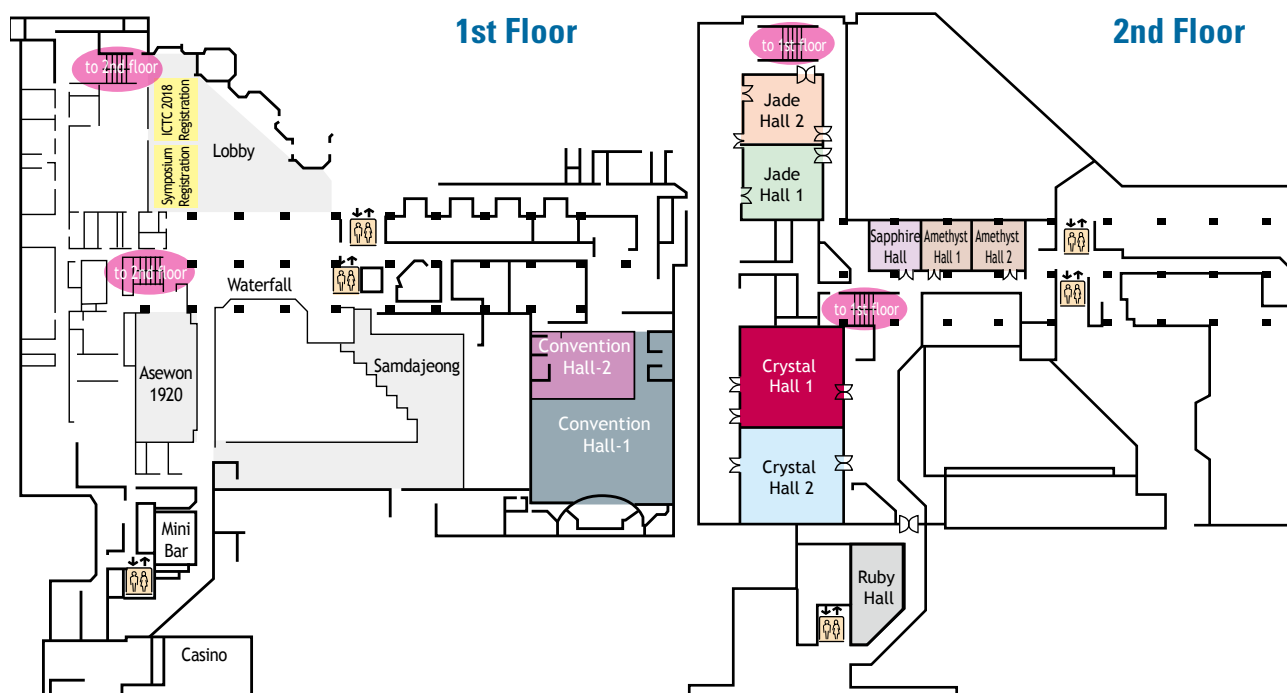 1st Floor
to 2nd floor
ICTC 2018
Registration
Symposium
Registration
Lobby
to 2nd floor
Waterfall
Asewon
1920
Samdajeong
Convention
Hall-2
Convention
Hall-1
Mini
Bar
Casino
2nd Floor
to 1st floor
Jade
Hall 2
Jade
Hall 1
Sapphire
Hall
Amethyst
Hall 1
Amethyst
Hall 2
to 1st floor
Crystal
Hall 1
Crystal
Hall 2
Ruby
Hall